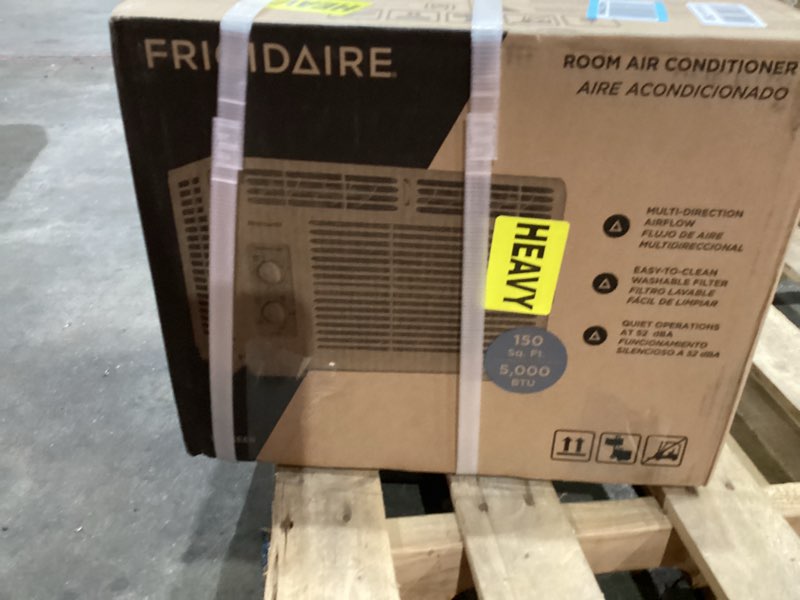 HEAVY
FRIGIDAIRE
ROOM AIR CONDITIONER
AIRE ACONDICIONADO
MULTI-DIRECTION
AIRFLOW
FLUJO DE AIRE
MULTIDIRECCIONAL
HEAVY
EASY-TO-CLEAN
WASHABLE FILTER
FILTRO LAVABLE
FÁCIL DE LIMPIAR
QUIET OPERATIONS
AT 52 dBA
FUNCIONAMIENTO
SILENCIOSO A 52 dBA
150
Sq. Ft.
5,000
BTU